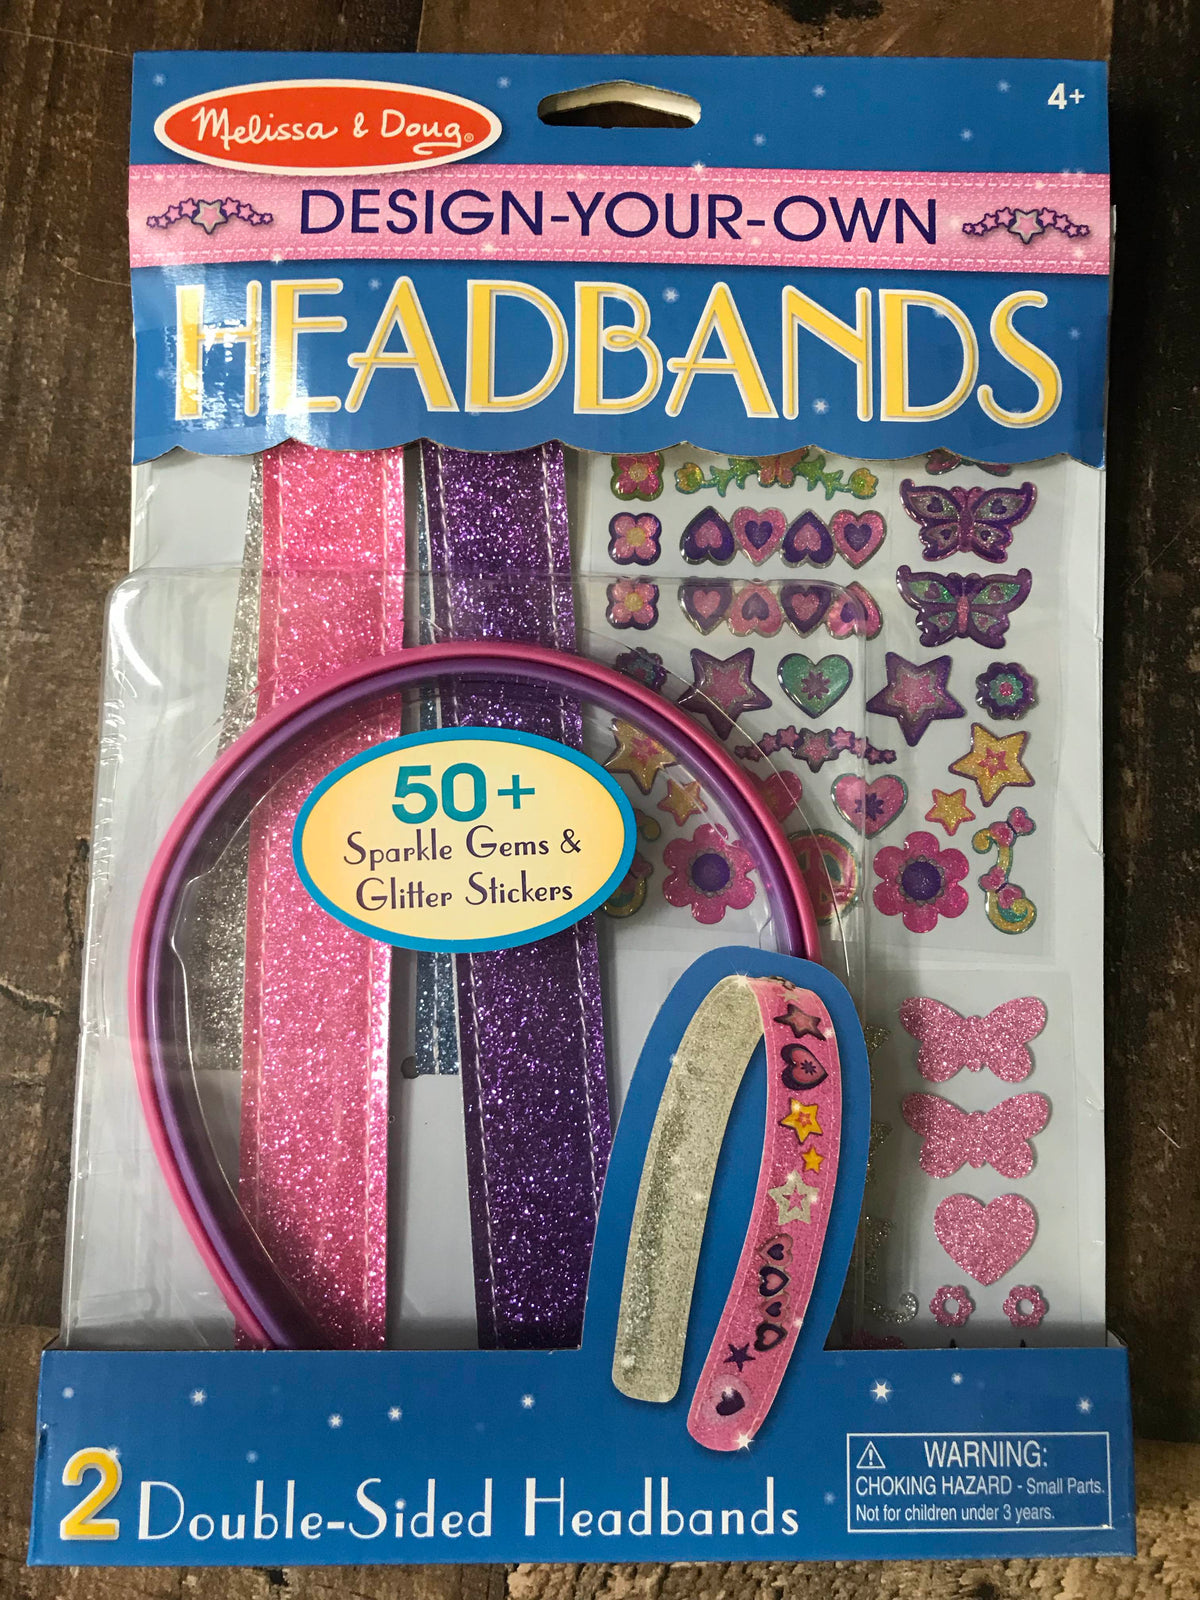 Melissa & Doug®
4+
DESIGN-YOUR-OWN
HEADBANDS
50+
Sparkle Gems &
Glitter Stickers
2 Double-Sided Headbands
⚠ WARNING:
CHOKING HAZARD - Small Parts.
Not for children under 3 years.